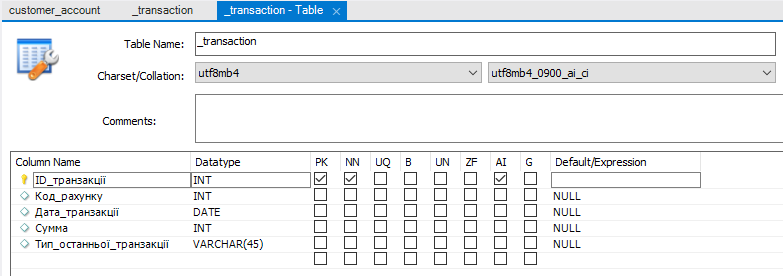 customer_account _transaction _transaction - Table ×
Table Name: _transaction
Charset/Collation: utf8mb4 utf8mb4_0900_ai_ci
Comments:
Column Name Datatype PK NN UQ B UN ZF AI G Default/Expression
ID_транзакції INT
Код_рахунку INT NULL
Дата_транзакції DATE NULL
Сумма INT NULL
Тип_останньої_транзакції VARCHAR(45) NULL